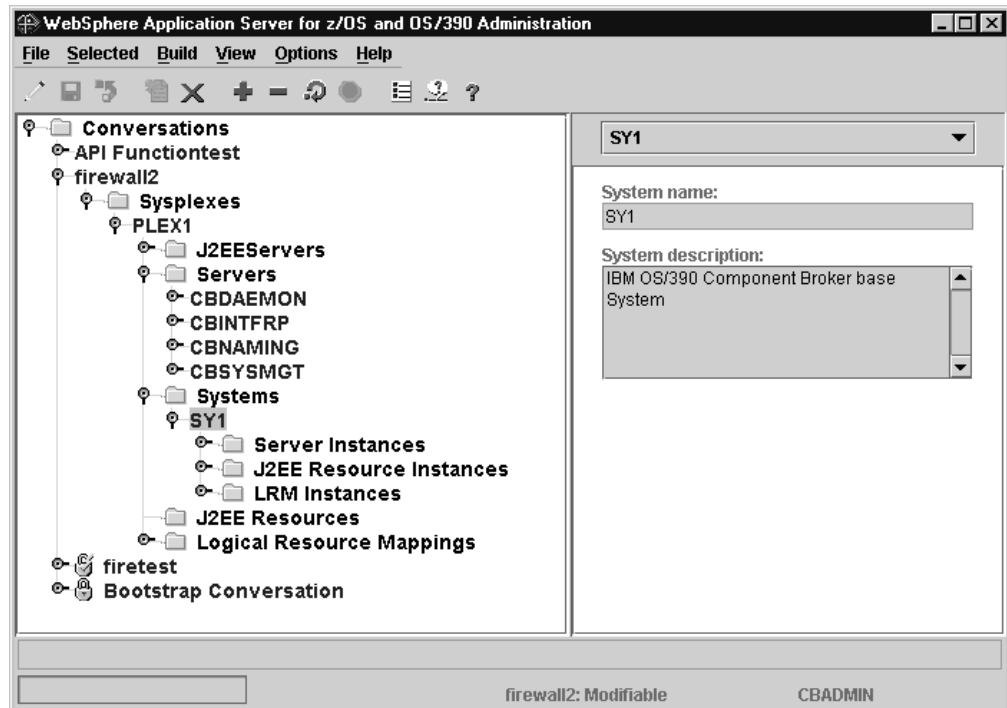 WebSphere Application Server for z/OS and OS/390 Administration
File Selected Build View Options Help
Conversations
API Functiontest
firewall2
Sysplexes
PLEX1
J2EEServers
Servers
CBDAEMON
CBINTFRP
CBNAMING
CBSYSMGT
Systems
SY1
Server Instances
J2EE Resource Instances
LRM Instances
J2EE Resources
Logical Resource Mappings
firetest
Bootstrap Conversation
SY1
System name:
SY1
System description:
IBM OS/390 Component Broker base
System
firewall2: Modifiable CBADMIN